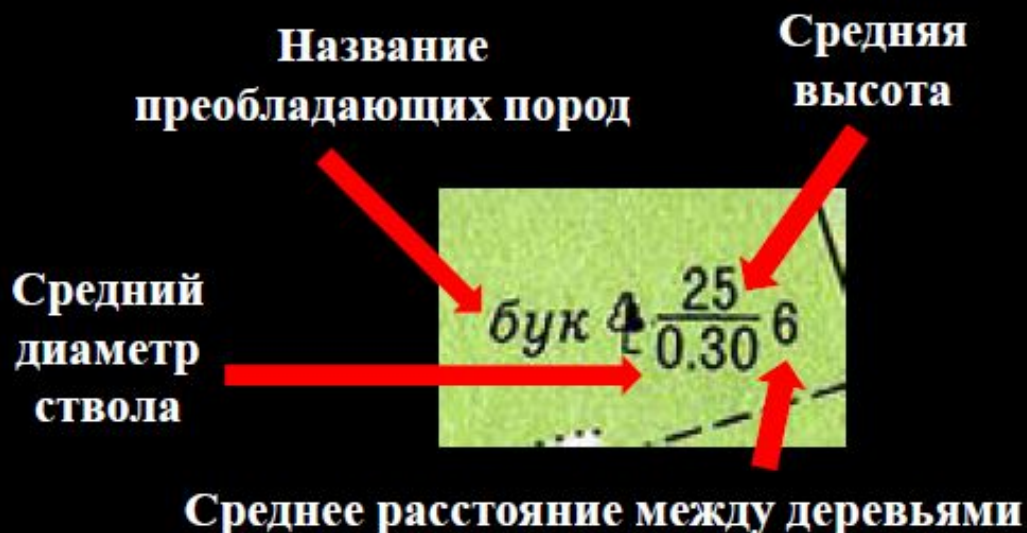 Название
преобладающих пород
Средняя
высота
Средний
диаметр
ствола
бук 25
0.30 6
Среднее расстояние между деревьями